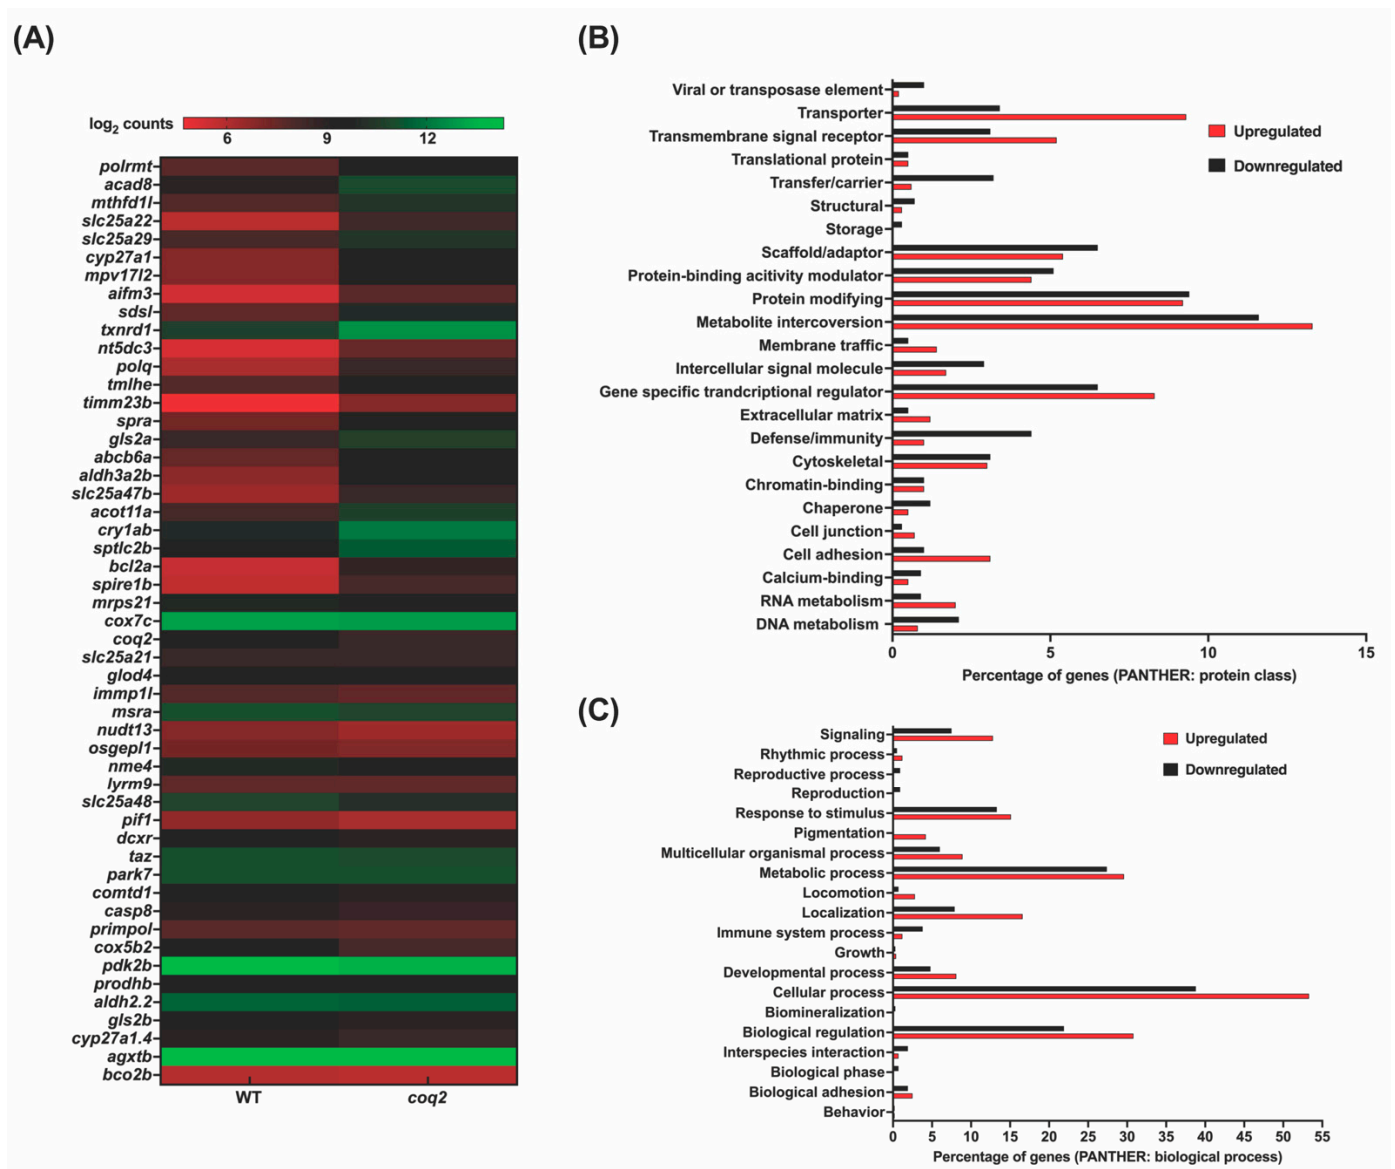 (A)
log2 counts
6
9
12
polrmt
acad8
mthfd1l
slc25a22
slc25a29
cyp27a1
mpv17l2
aifm3
sdsl
txnrd1
nt5dc3
polq
tmlhe
timm23b
spra
gls2a
abcb6a
aldh3a2b
slc25a47b
acot11a
cry1ab
sptlc2b
bcl2a
spire1b
mrps21
cox7c
coq2
slc25a21
glod4
immp1l
msra
nudt13
osgepl1
nme4
lyrm9
slc25a48
pif1
dcxr
taz
park7
comtd1
casp8
primpol
cox5b2
pdk2b
prodhb
aldh2.2
gls2b
cyp27a1.4
agxtb
bco2b
WT
coq2
(B)
Viral or transposase element
Transporter
Transmembrane signal receptor
Translational protein
Transfer/carrier
Structural
Storage
Scaffold/adaptor
Protein-binding acitivity modulator
Protein modifying
Metabolite intercoversion
Membrane traffic
Intercellular signal molecule
Gene specific trandcriptional regulator
Extracellular matrix
Defense/immunity
Cytoskeletal
Chromatin-binding
Chaperone
Cell junction
Cell adhesion
Calcium-binding
RNA metabolism
DNA metabolism
Upregulated
Downregulated
0
5
10
15
Percentage of genes (PANTHER: protein class)
(C)
Signaling
Rhythmic process
Reproductive process
Reproduction
Response to stimulus
Pigmentation
Multicellular organismal process
Metabolic process
Locomotion
Localization
Immune system process
Growth
Developmental process
Cellular process
Biomineralization
Biological regulation
Interspecies interaction
Biological phase
Biological adhesion
Behavior
Upregulated
Downregulated
0
5
10
15
20
25
30
35
40
45
50
55
Percentage of genes (PANTHER: biological process)